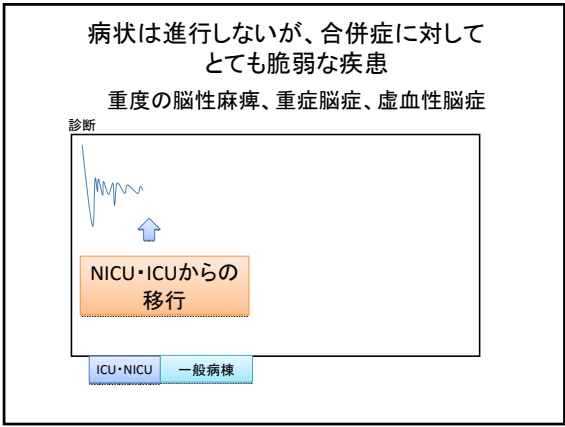 病状は進行しないが、合併症に対して
とても脆弱な疾患
重度の脳性麻痺、重症脳症、虚血性脳症
診断
NICU・ICUからの
移行
ICU・NICU
一般病棟